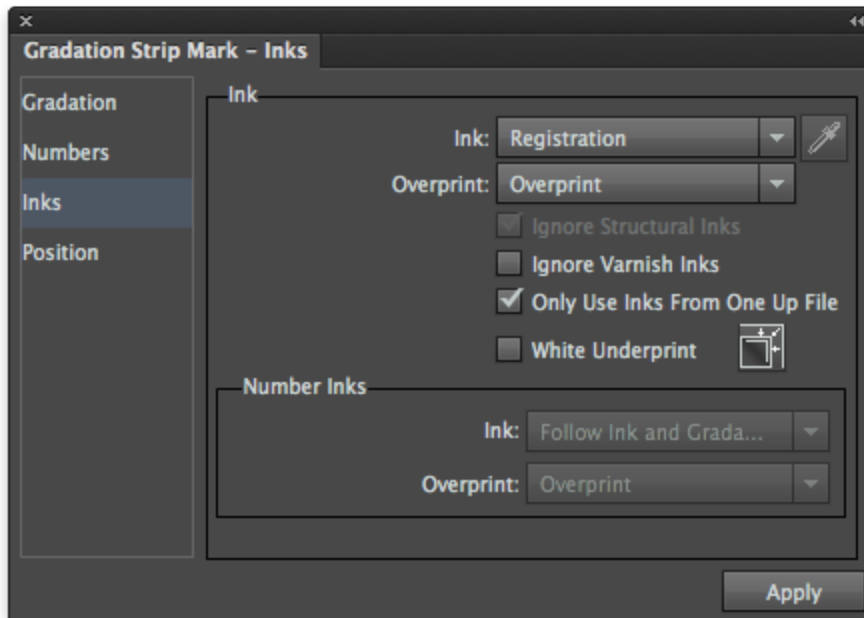 Gradation Strip Mark – Inks
Gradation
Numbers
Inks
Position
Ink
Ink: Registration
Overprint: Overprint
Ignore Structural Inks
Ignore Varnish Inks
Only Use Inks From One Up File
White Underprint
Number Inks
Ink: Follow Ink and Grada...
Overprint: Overprint
Apply